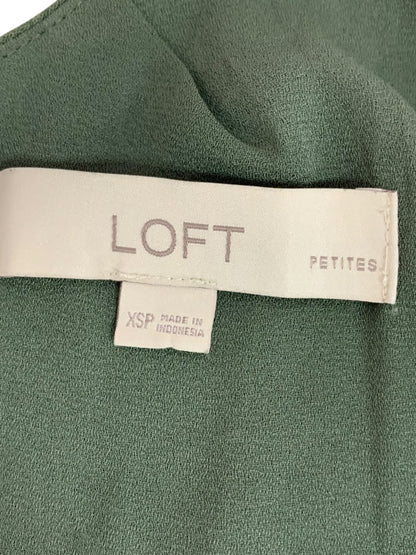 LOFT PETITES
XSP MADE IN
INDONESIA